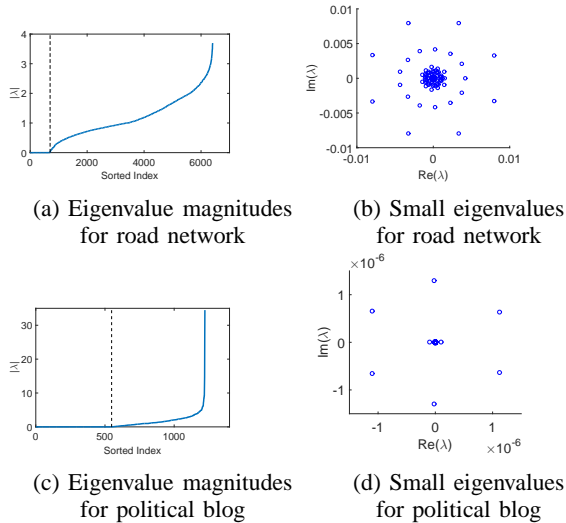 4
3
2
1
0
|λ|
0 2000 4000 6000
Sorted Index
(a) Eigenvalue magnitudes
for road network
0.01
0.005
0
-0.005
-0.01
Im(λ)
-0.01 0 0.01
Re(λ)
(b) Small eigenvalues
for road network
30
20
10
0
|λ|
0 500 1000
Sorted Index
(c) Eigenvalue magnitudes
for political blog
×10⁻⁶
1
0
-1
Im(λ)
-1 0 1
Re(λ) ×10⁻⁶
(d) Small eigenvalues
for political blog